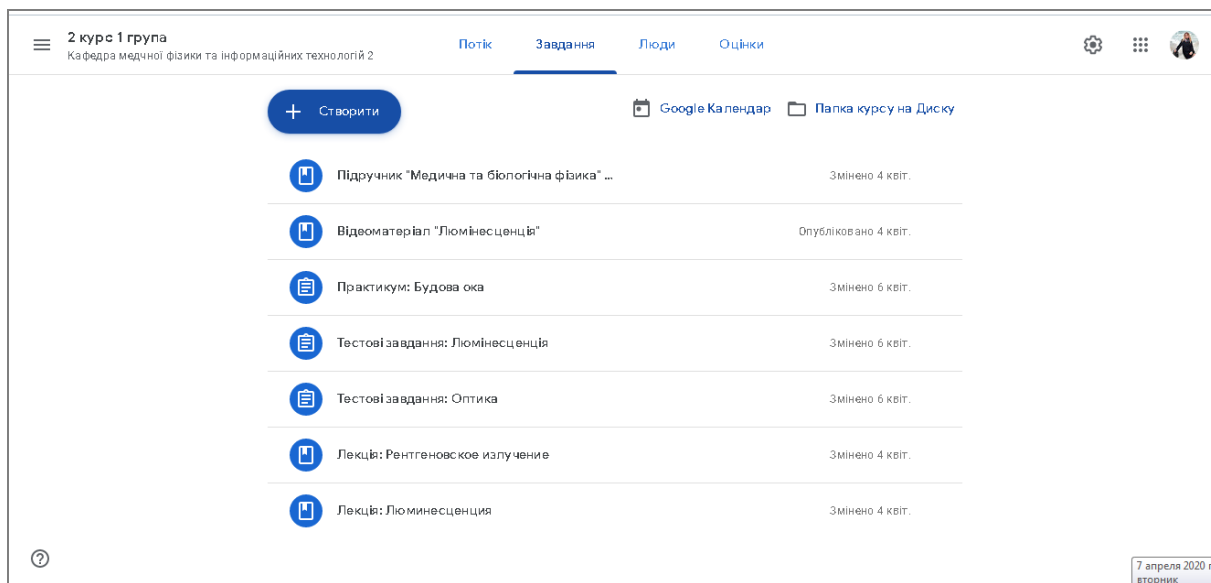 2 курс 1 група
Кафедра медчної фізики та інформаційних технологій 2
Потік Завдання Люди Оцінки
Створити
Google Календар Папка курсу на Диску
Підручник "Медична та біологічна фізика" ... Змінено 4 квіт.
Відеоматеріал "Люмінесценція" Опубліковано 4 квіт.
Практикум: Будова ока Змінено 6 квіт.
Тестові завдання: Люмінесценція Змінено 6 квіт.
Тестові завдання: Оптика Змінено 6 квіт.
Лекція: Рентгеновское излучение Змінено 4 квіт.
Лекція: Люминесценция Змінено 4 квіт.
7 апреля 2020 г
вторник